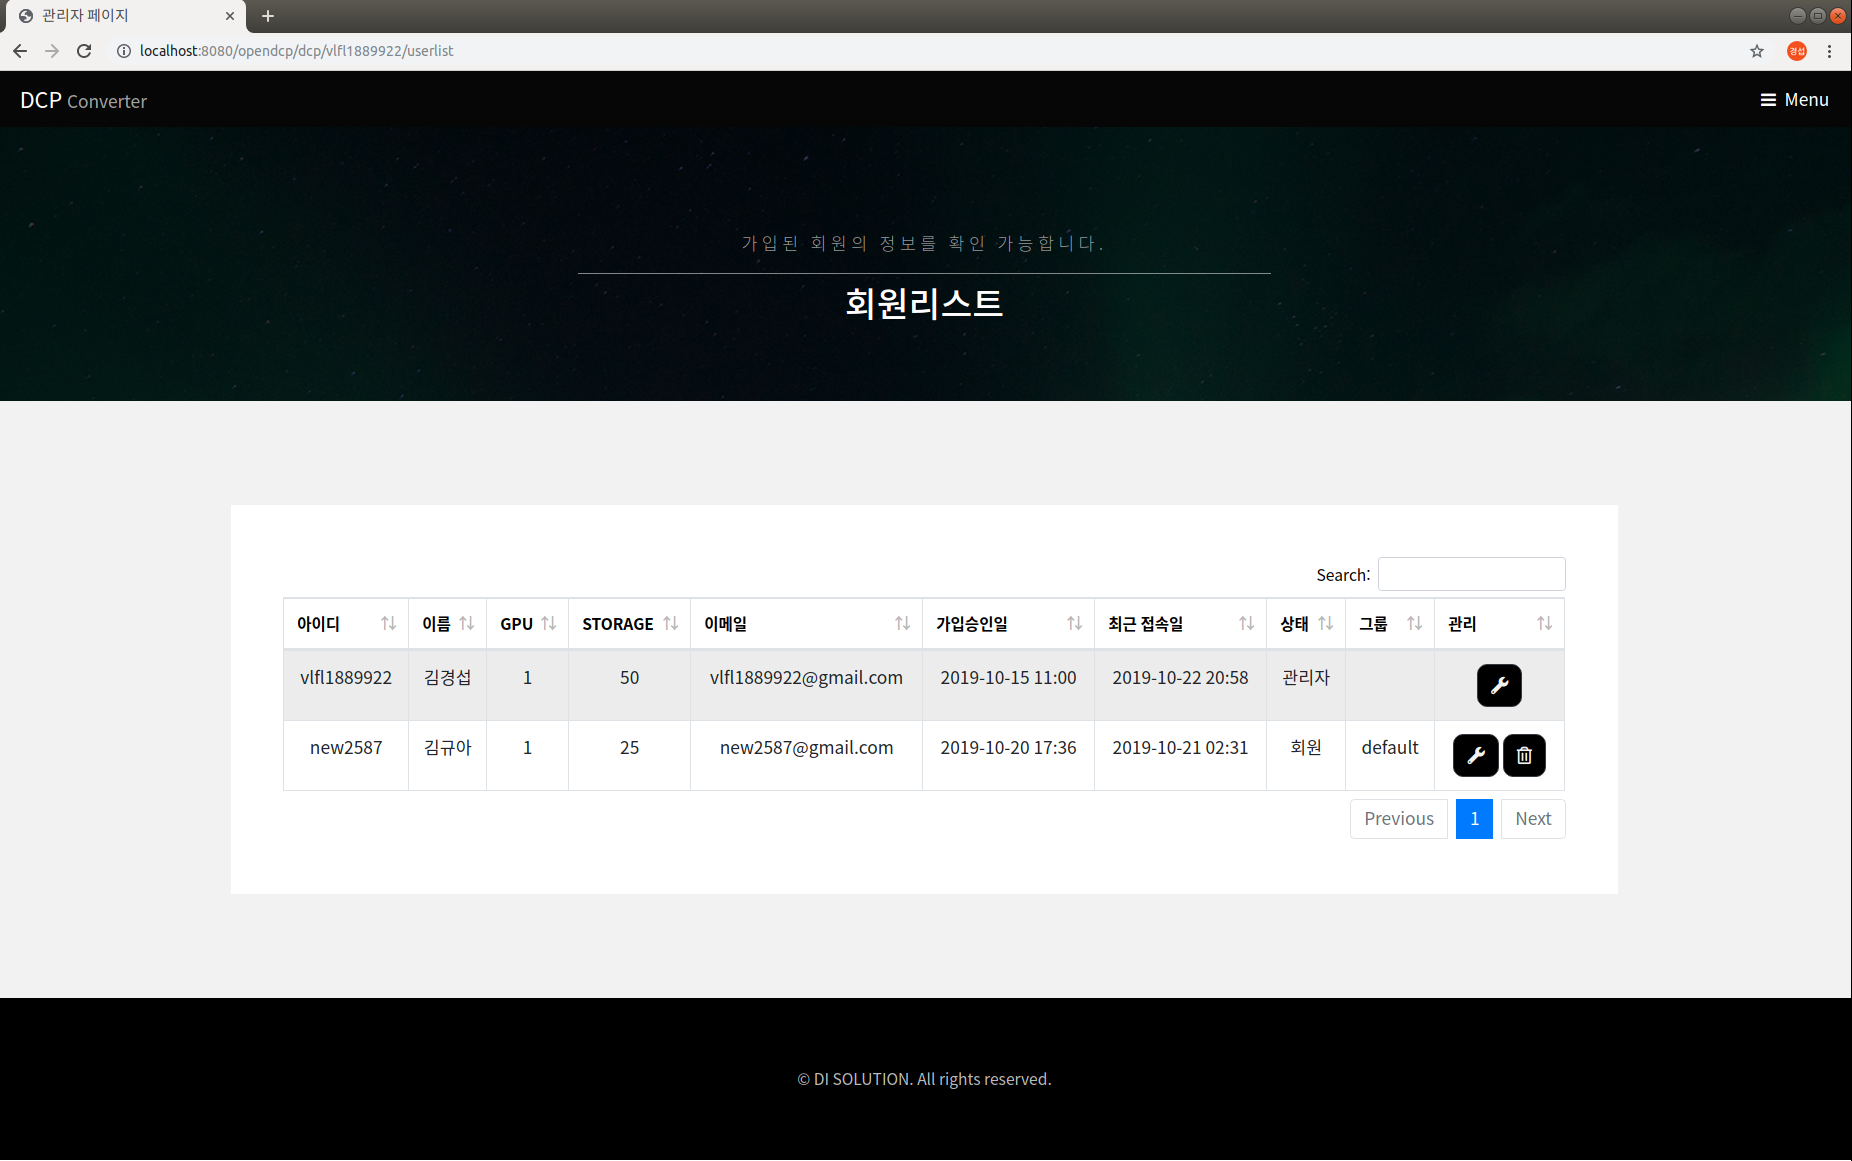 관리자 페이지
localhost:8080/opendcp/dcp/vlfl1889922/userlist
경섭
DCP Converter
Menu
가입된 회원의 정보를 확인 가능합니다.
회원리스트
Search:
아이디 이름 GPU STORAGE 이메일 가입승인일 최근 접속일 상태 그룹 관리
vlfl1889922 김경섭 1 50 vlfl1889922@gmail.com 2019-10-15 11:00 2019-10-22 20:58 관리자
new2587 김규아 1 25 new2587@gmail.com 2019-10-20 17:36 2019-10-21 02:31 회원 default
Previous 1 Next
© DI SOLUTION. All rights reserved.